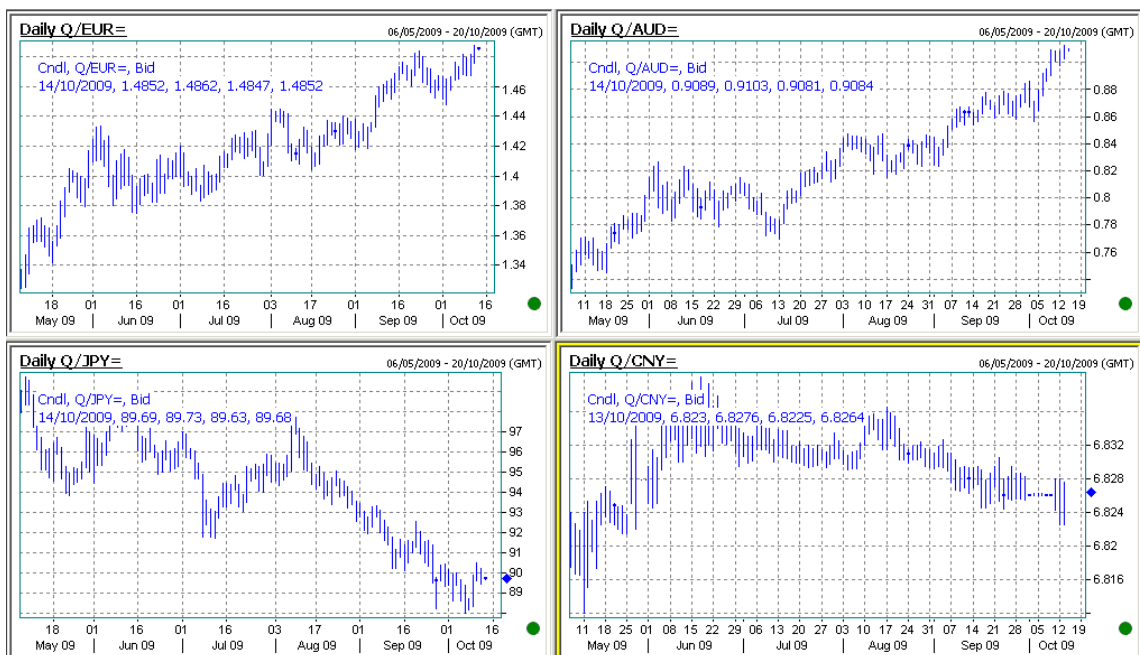 Daily Q/EUR= 06/05/2009 - 20/10/2009 (GMT)
Cndl, Q/EUR=, Bid
14/10/2009, 1.4852, 1.4862, 1.4847, 1.4852
1.46
1.44
1.42
1.4
1.38
1.36
1.34
18 01 16 01 16 03 17 01 16 01 16
May 09 Jun 09 Jul 09 Aug 09 Sep 09 Oct 09
Daily Q/AUD= 06/05/2009 - 20/10/2009 (GMT)
Cndl, Q/AUD=, Bid
14/10/2009, 0.9089, 0.9103, 0.9081, 0.9084
0.88
0.86
0.84
0.82
0.8
0.78
0.76
11 18 25 01 08 15 22 29 06 13 20 27 03 10 17 24 31 07 14 21 28 05 12 19
May 09 Jun 09 Jul 09 Aug 09 Sep 09 Oct 09
Daily Q/JPY= 06/05/2009 - 20/10/2009 (GMT)
Cndl, Q/JPY=, Bid
14/10/2009, 89.69, 89.73, 89.63, 89.68
97
96
95
94
93
92
91
90
89
18 01 16 01 16 03 17 01 16 01 16
May 09 Jun 09 Jul 09 Aug 09 Sep 09 Oct 09
Daily Q/CNY= 06/05/2009 - 20/10/2009 (GMT)
Cndl, Q/CNY=, Bid
13/10/2009, 6.823, 6.8276, 6.8225, 6.8264
6.832
6.828
6.824
6.82
6.816
11 18 25 01 08 15 22 29 06 13 20 27 03 10 17 24 31 07 14 21 28 05 12 19
May 09 Jun 09 Jul 09 Aug 09 Sep 09 Oct 09